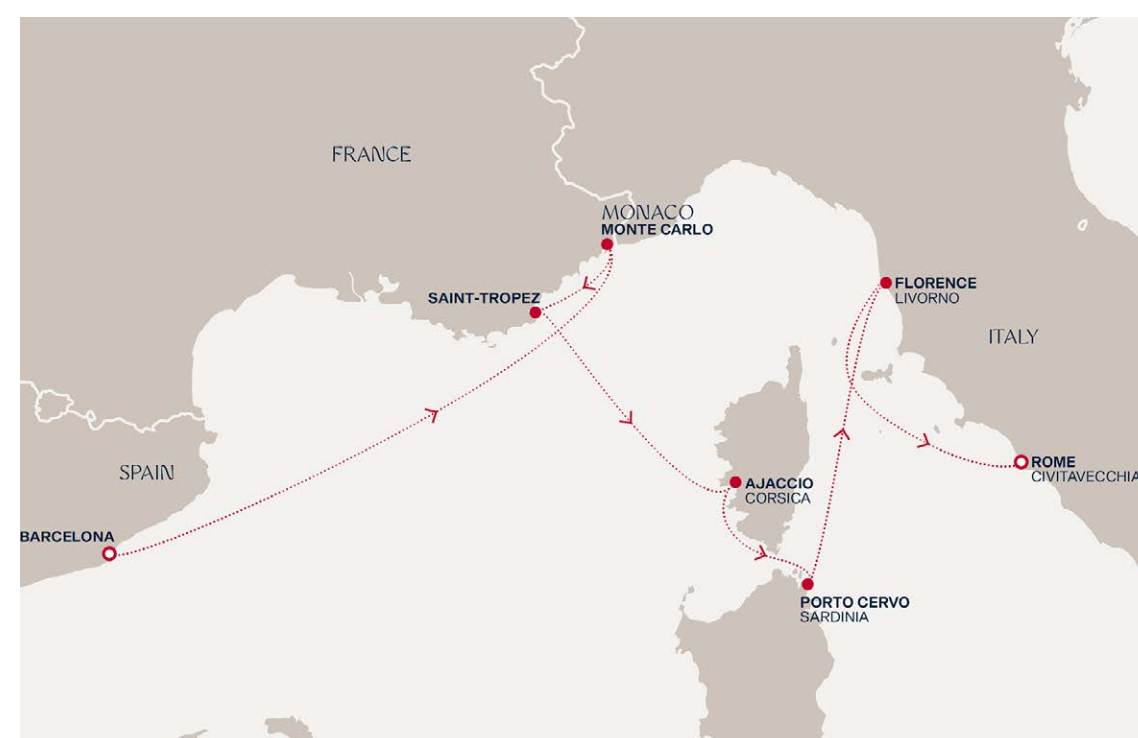 FRANCE
MONACO
MONTE CARLO
SAINT-TROPEZ
FLORENCE
LIVORNO
ITALY
SPAIN
ROME
CIVITAVECCHIA
AJACCIO
CORSICA
BARCELONA
PORTO CERVO
SARDINIA